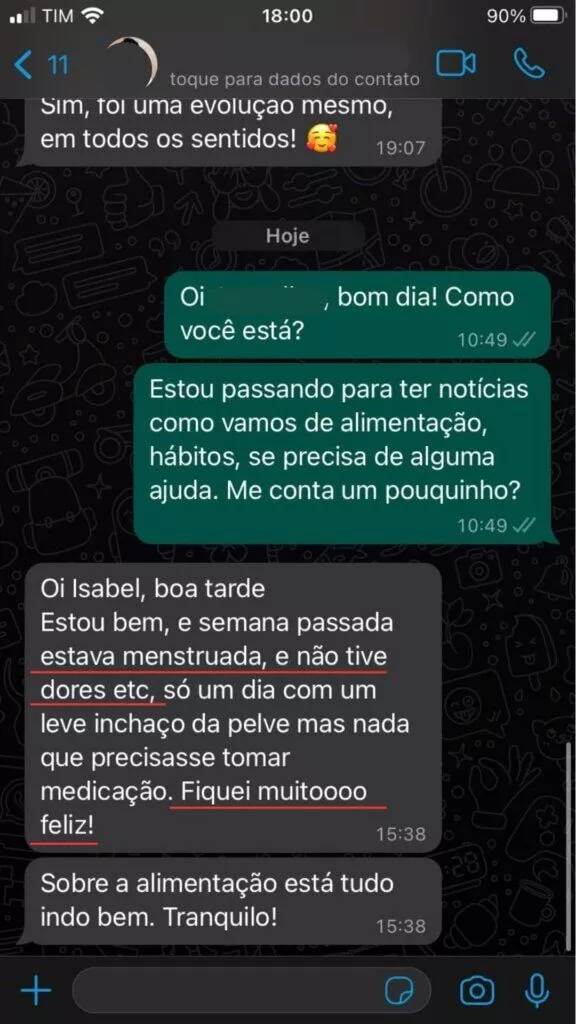 TIM 18:00 90%
11
toque para dados do contato
Sim, foi uma evolução mesmo,
em todos os sentidos! 🥰 19:07
Hoje
Oi , bom dia! Como
você está? 10:49
Estou passando para ter notícias
como vamos de alimentação,
hábitos, se precisa de alguma
ajuda. Me conta um pouquinho?
10:49
Oi Isabel, boa tarde
Estou bem, e semana passada
estava menstruada, e não tive
dores etc, só um dia com um
leve inchaço da pelve mas nada
que precisasse tomar
medicação. Fiquei muitoooo
feliz! 15:38
Sobre a alimentação está tudo
indo bem. Tranquilo! 15:38